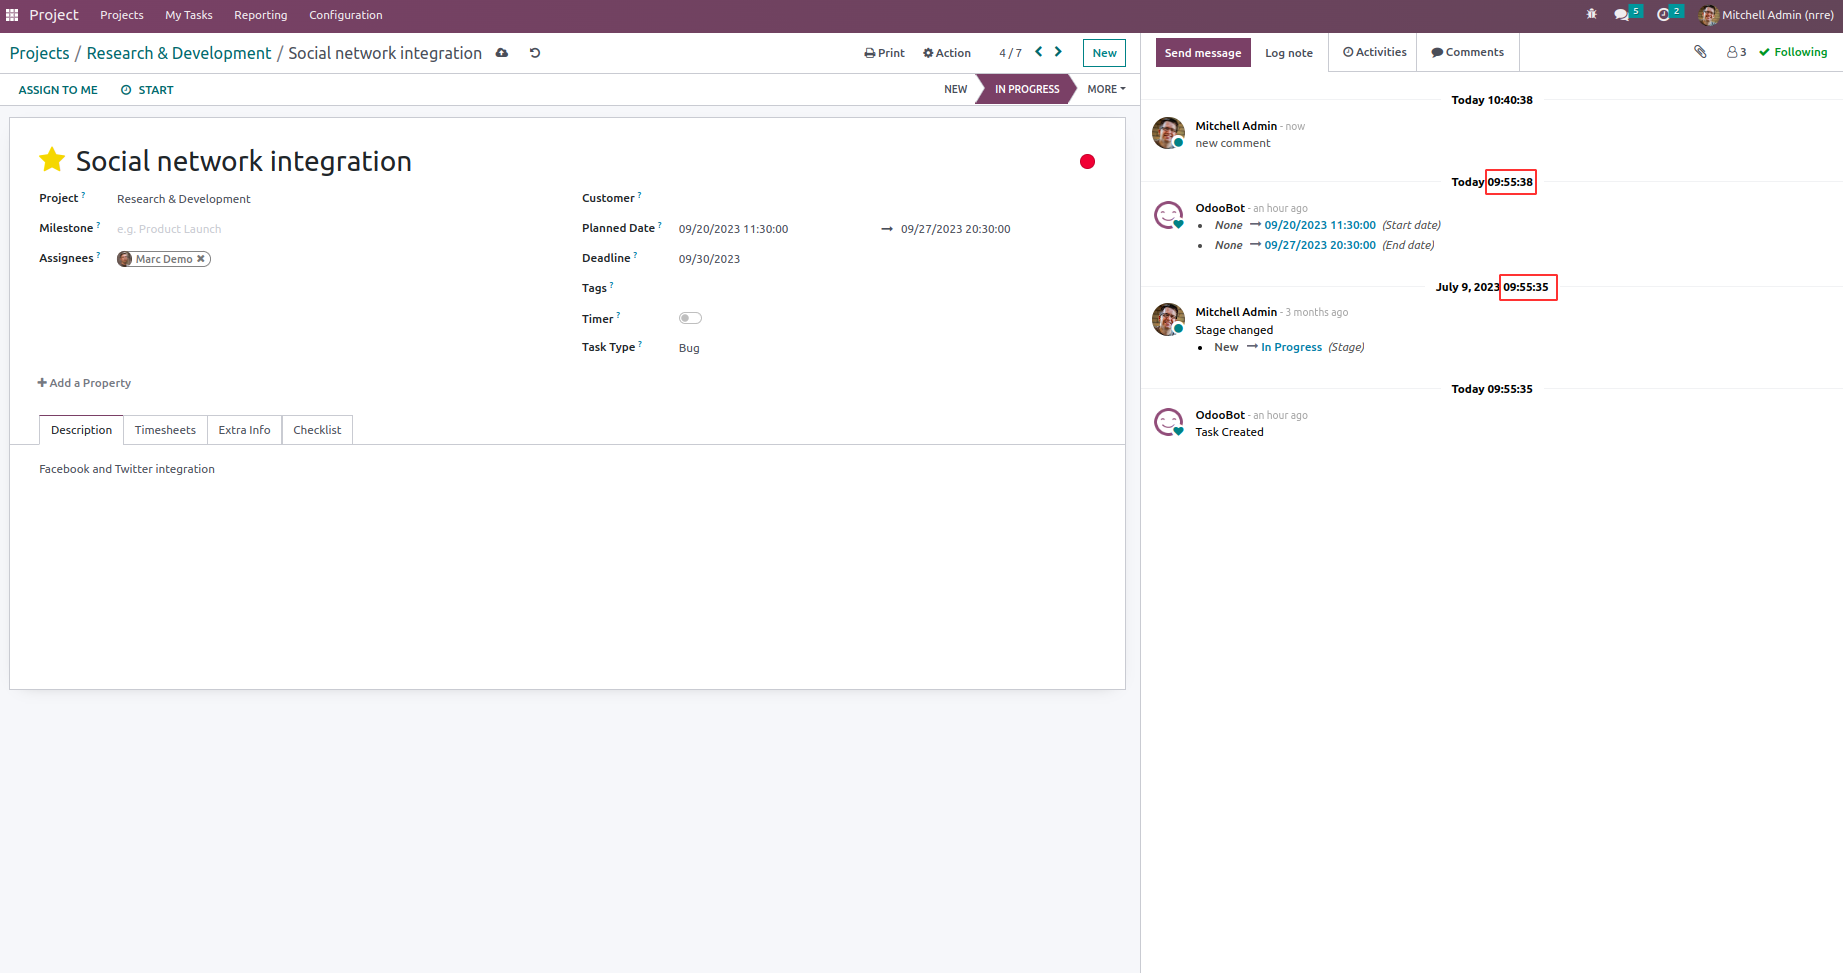 Project Projects My Tasks Reporting Configuration 5 2 Mitchell Admin (nrre)
Projects / Research & Development / Social network integration Print Action 4 / 7 New
ASSIGN TO ME START NEW IN PROGRESS MORE
Social network integration
Project ? Research & Development
Milestone ? e.g. Product Launch
Assignees ? Marc Demo
Customer ?
Planned Date ? 09/20/2023 11:30:00 → 09/27/2023 20:30:00
Deadline ? 09/30/2023
Tags ?
Timer ?
Task Type ? Bug
Add a Property
Description Timesheets Extra Info Checklist
Facebook and Twitter integration
Send message Log note Activities Comments 3 Following
Today 10:40:38
Mitchell Admin - now
new comment
Today 09:55:38
OdooBot - an hour ago
• None → 09/20/2023 11:30:00 (Start date)
• None → 09/27/2023 20:30:00 (End date)
July 9, 2023 09:55:35
Mitchell Admin - 3 months ago
Stage changed
• New → In Progress (Stage)
Today 09:55:35
OdooBot - an hour ago
Task Created